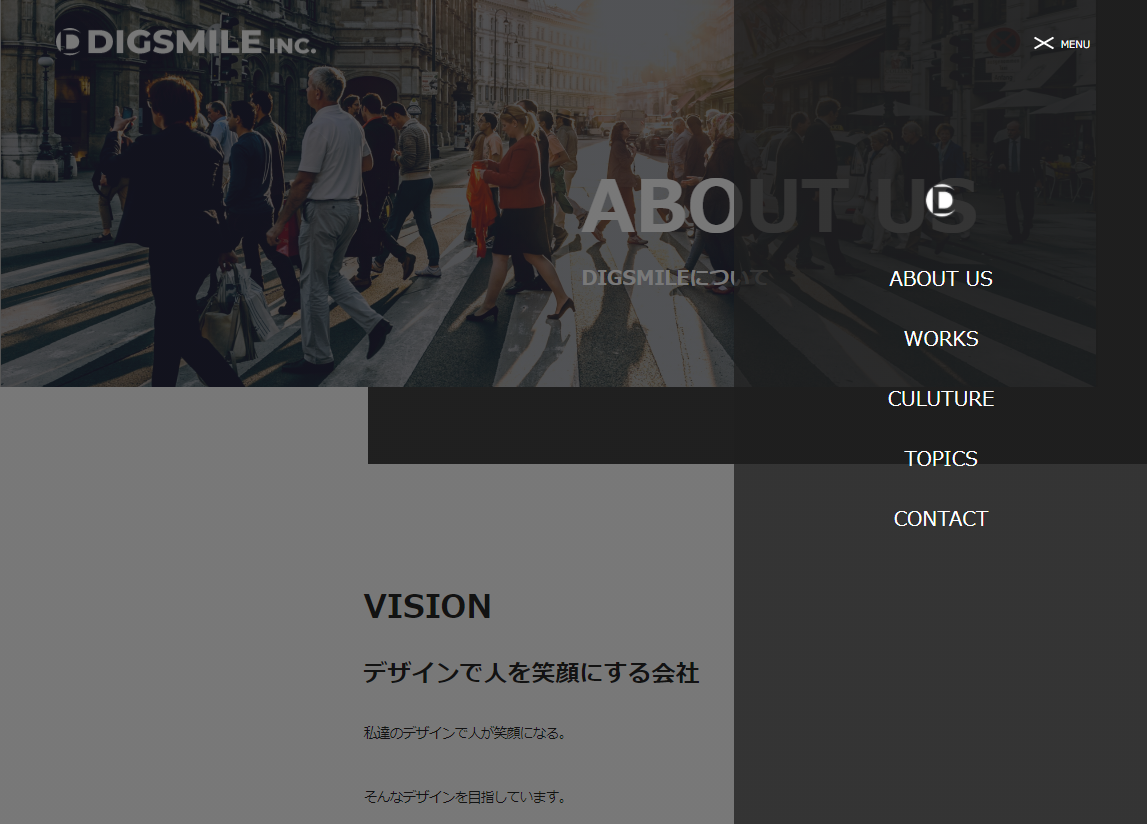 DIGSMILE INC.
MENU
ABOUT US
DIGSMILEについて
ABOUT US
WORKS
CULUTURE
TOPICS
CONTACT
VISION
デザインで人を笑顔にする会社
私達のデザインで人が笑顔になる。
そんなデザインを目指しています。